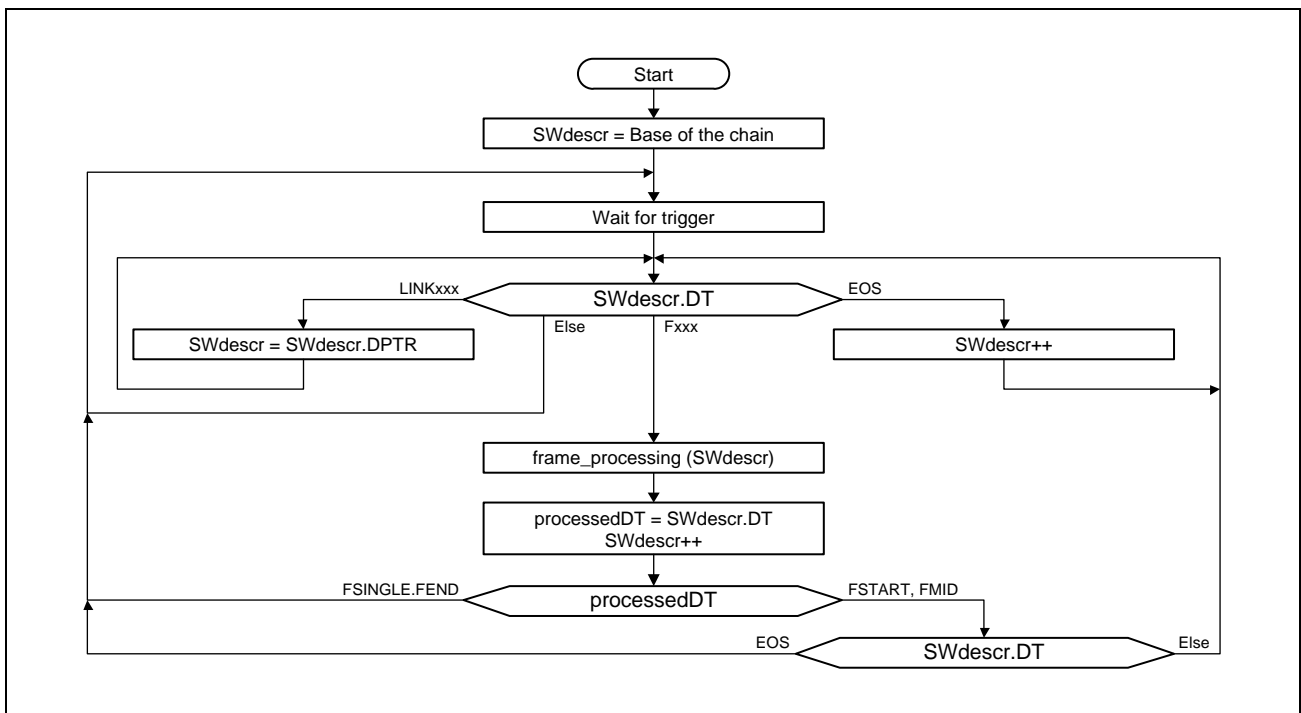 Start
SWdescr = Base of the chain
Wait for trigger
LINKxxx
SWdescr.DT
EOS
Else
Fxxx
SWdescr = SWdescr.DPTR
SWdescr++
frame_processing (SWdescr)
processedDT = SWdescr.DT
SWdescr++
FSINGLE.FEND
processedDT
FSTART, FMID
EOS
SWdescr.DT
Else